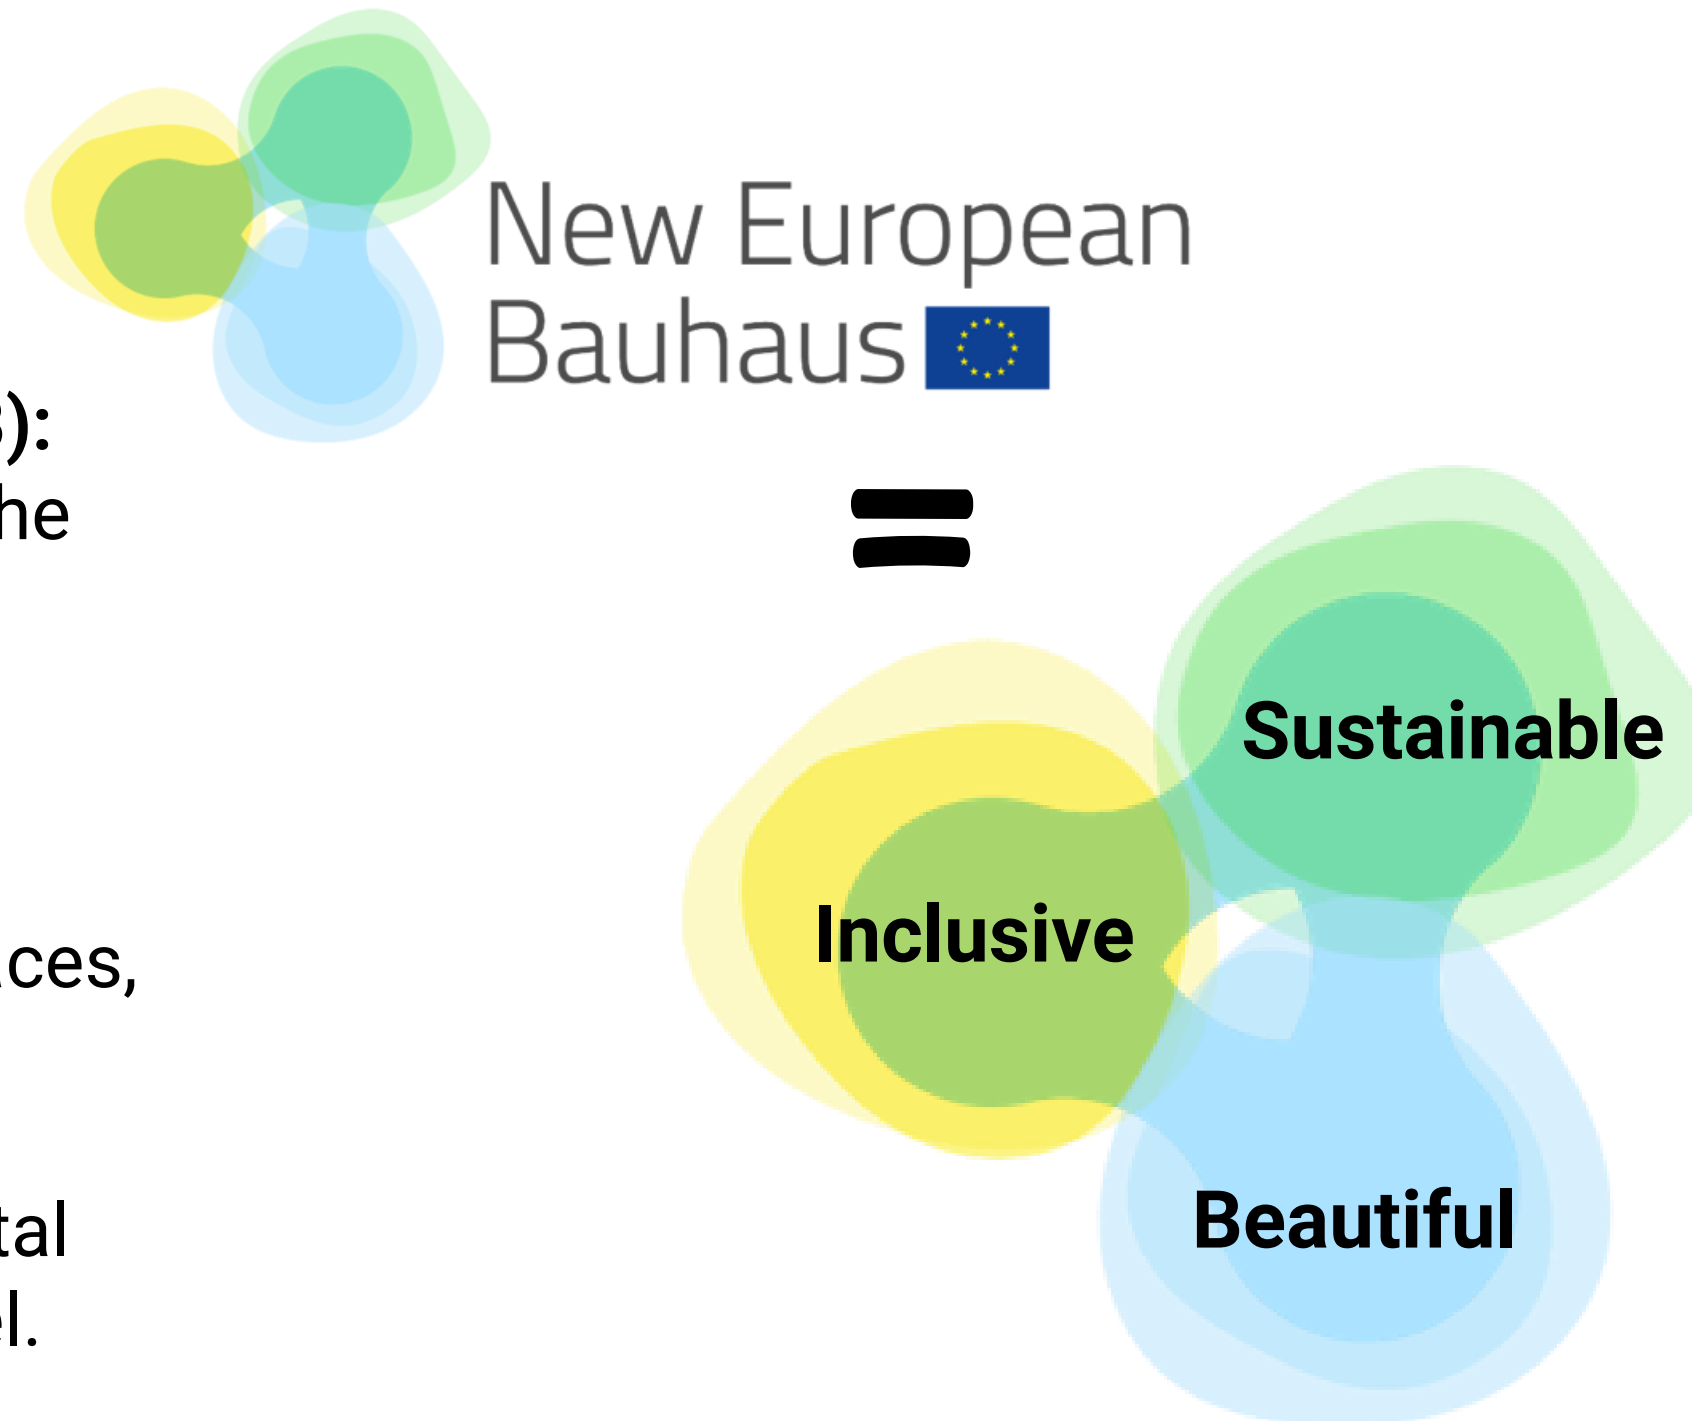 New European
Bauhaus
):
he
ces,
tal
l.
Sustainable
Inclusive
Beautiful